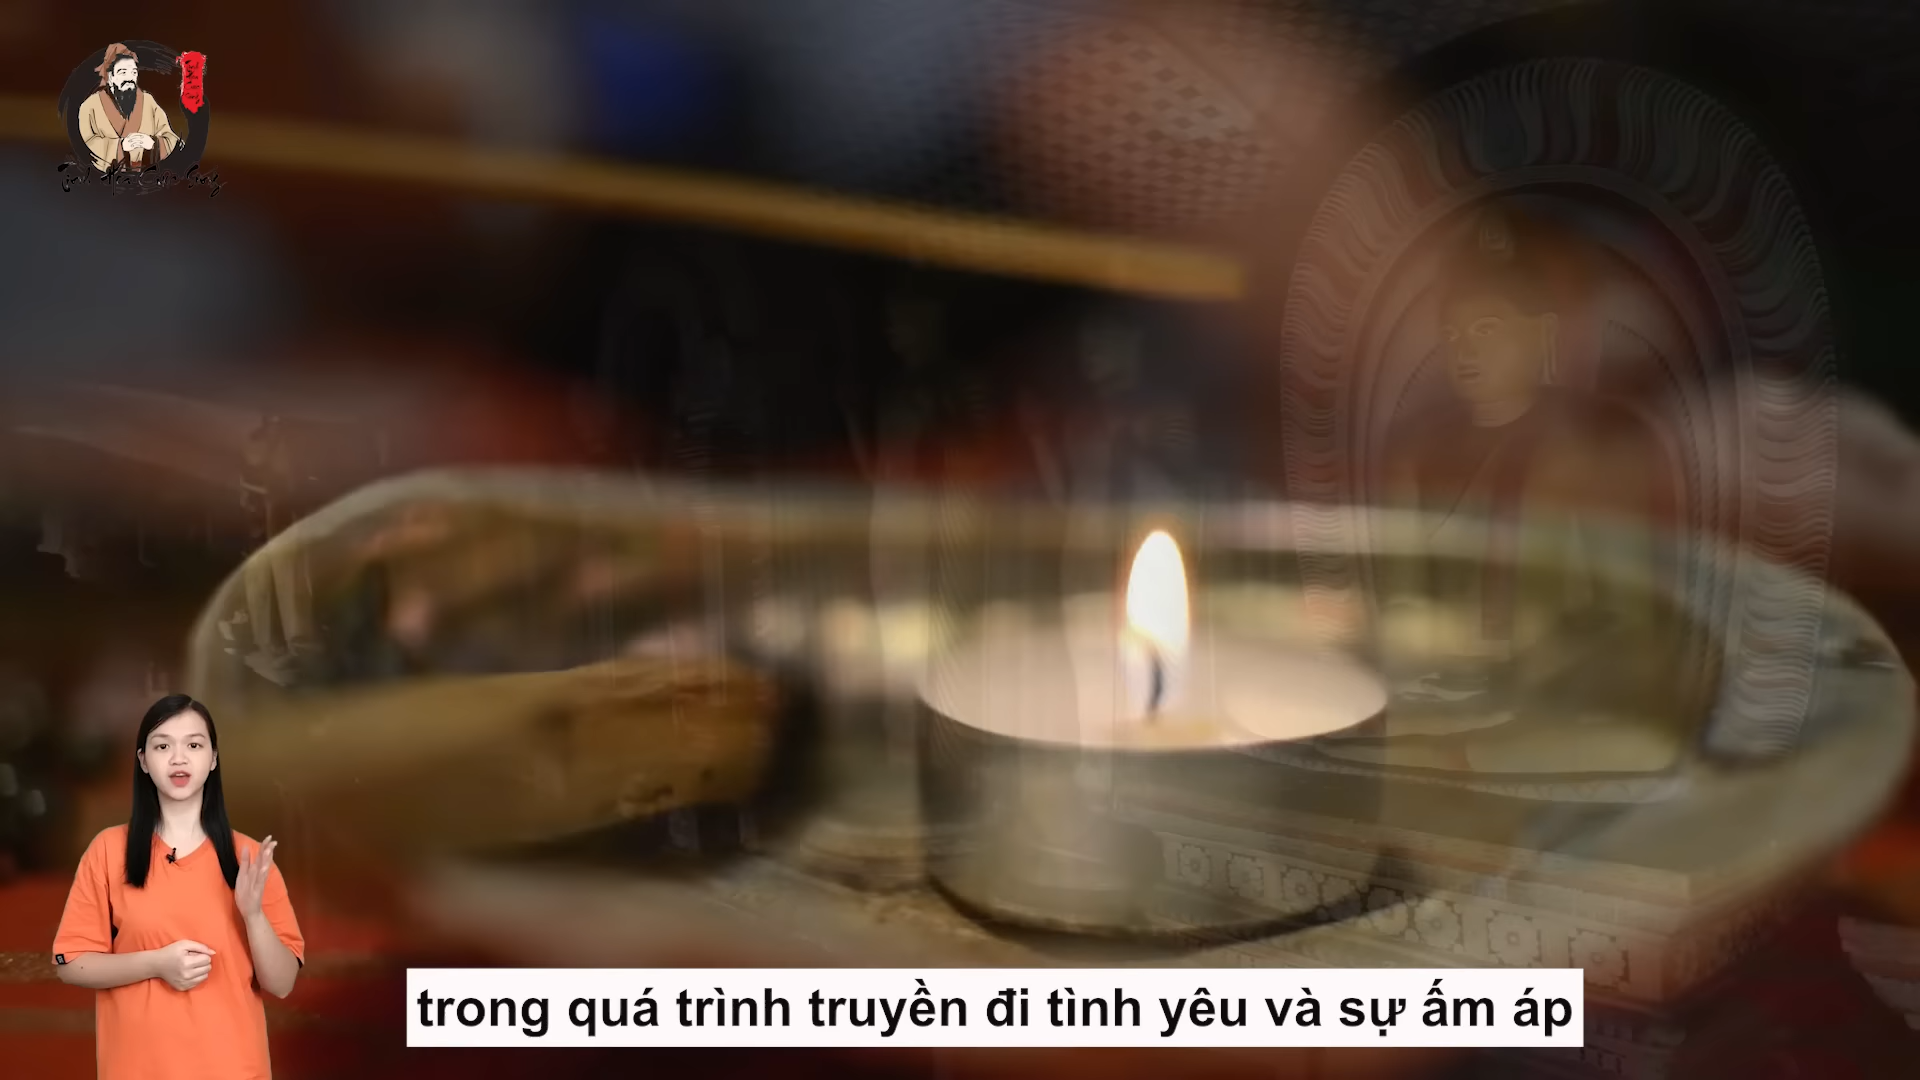 trong quá trình truyền đi tình yêu và sự ấm áp